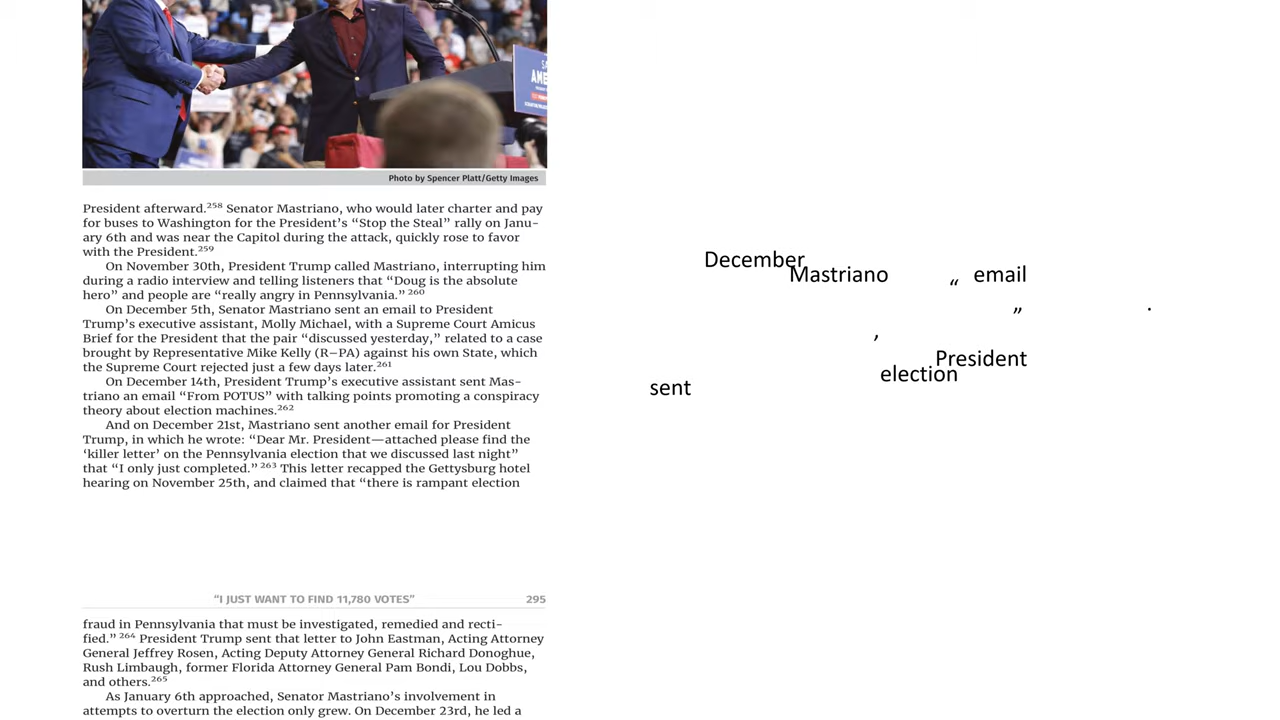 SA
AME
Photo by Spencer Platt/Getty Images
President afterward.258 Senator Mastriano, who would later charter and pay
for buses to Washington for the President’s “Stop the Steal” rally on Janu-
ary 6th and was near the Capitol during the attack, quickly rose to favor
with the President.259
On November 30th, President Trump called Mastriano, interrupting him
during a radio interview and telling listeners that “Doug is the absolute
hero” and people are “really angry in Pennsylvania.” 260
On December 5th, Senator Mastriano sent an email to President
Trump’s executive assistant, Molly Michael, with a Supreme Court Amicus
Brief for the President that the pair “discussed yesterday,” related to a case
brought by Representative Mike Kelly (R–PA) against his own State, which
the Supreme Court rejected just a few days later.261
On December 14th, President Trump’s executive assistant sent Mas-
triano an email “From POTUS” with talking points promoting a conspiracy
theory about election machines.262
And on December 21st, Mastriano sent another email for President
Trump, in which he wrote: “Dear Mr. President—attached please find the
‘killer letter’ on the Pennsylvania election that we discussed last night”
that “I only just completed.” 263 This letter recapped the Gettysburg hotel
hearing on November 25th, and claimed that “there is rampant election
“I JUST WANT TO FIND 11,780 VOTES” 295
fraud in Pennsylvania that must be investigated, remedied and recti-
fied.” 264 President Trump sent that letter to John Eastman, Acting Attorney
General Jeffrey Rosen, Acting Deputy Attorney General Richard Donoghue,
Rush Limbaugh, former Florida Attorney General Pam Bondi, Lou Dobbs,
and others.265
As January 6th approached, Senator Mastriano’s involvement in
attempts to overturn the election only grew. On December 23rd, he led a
December
Mastriano “ email
” .
,
President
election
sent